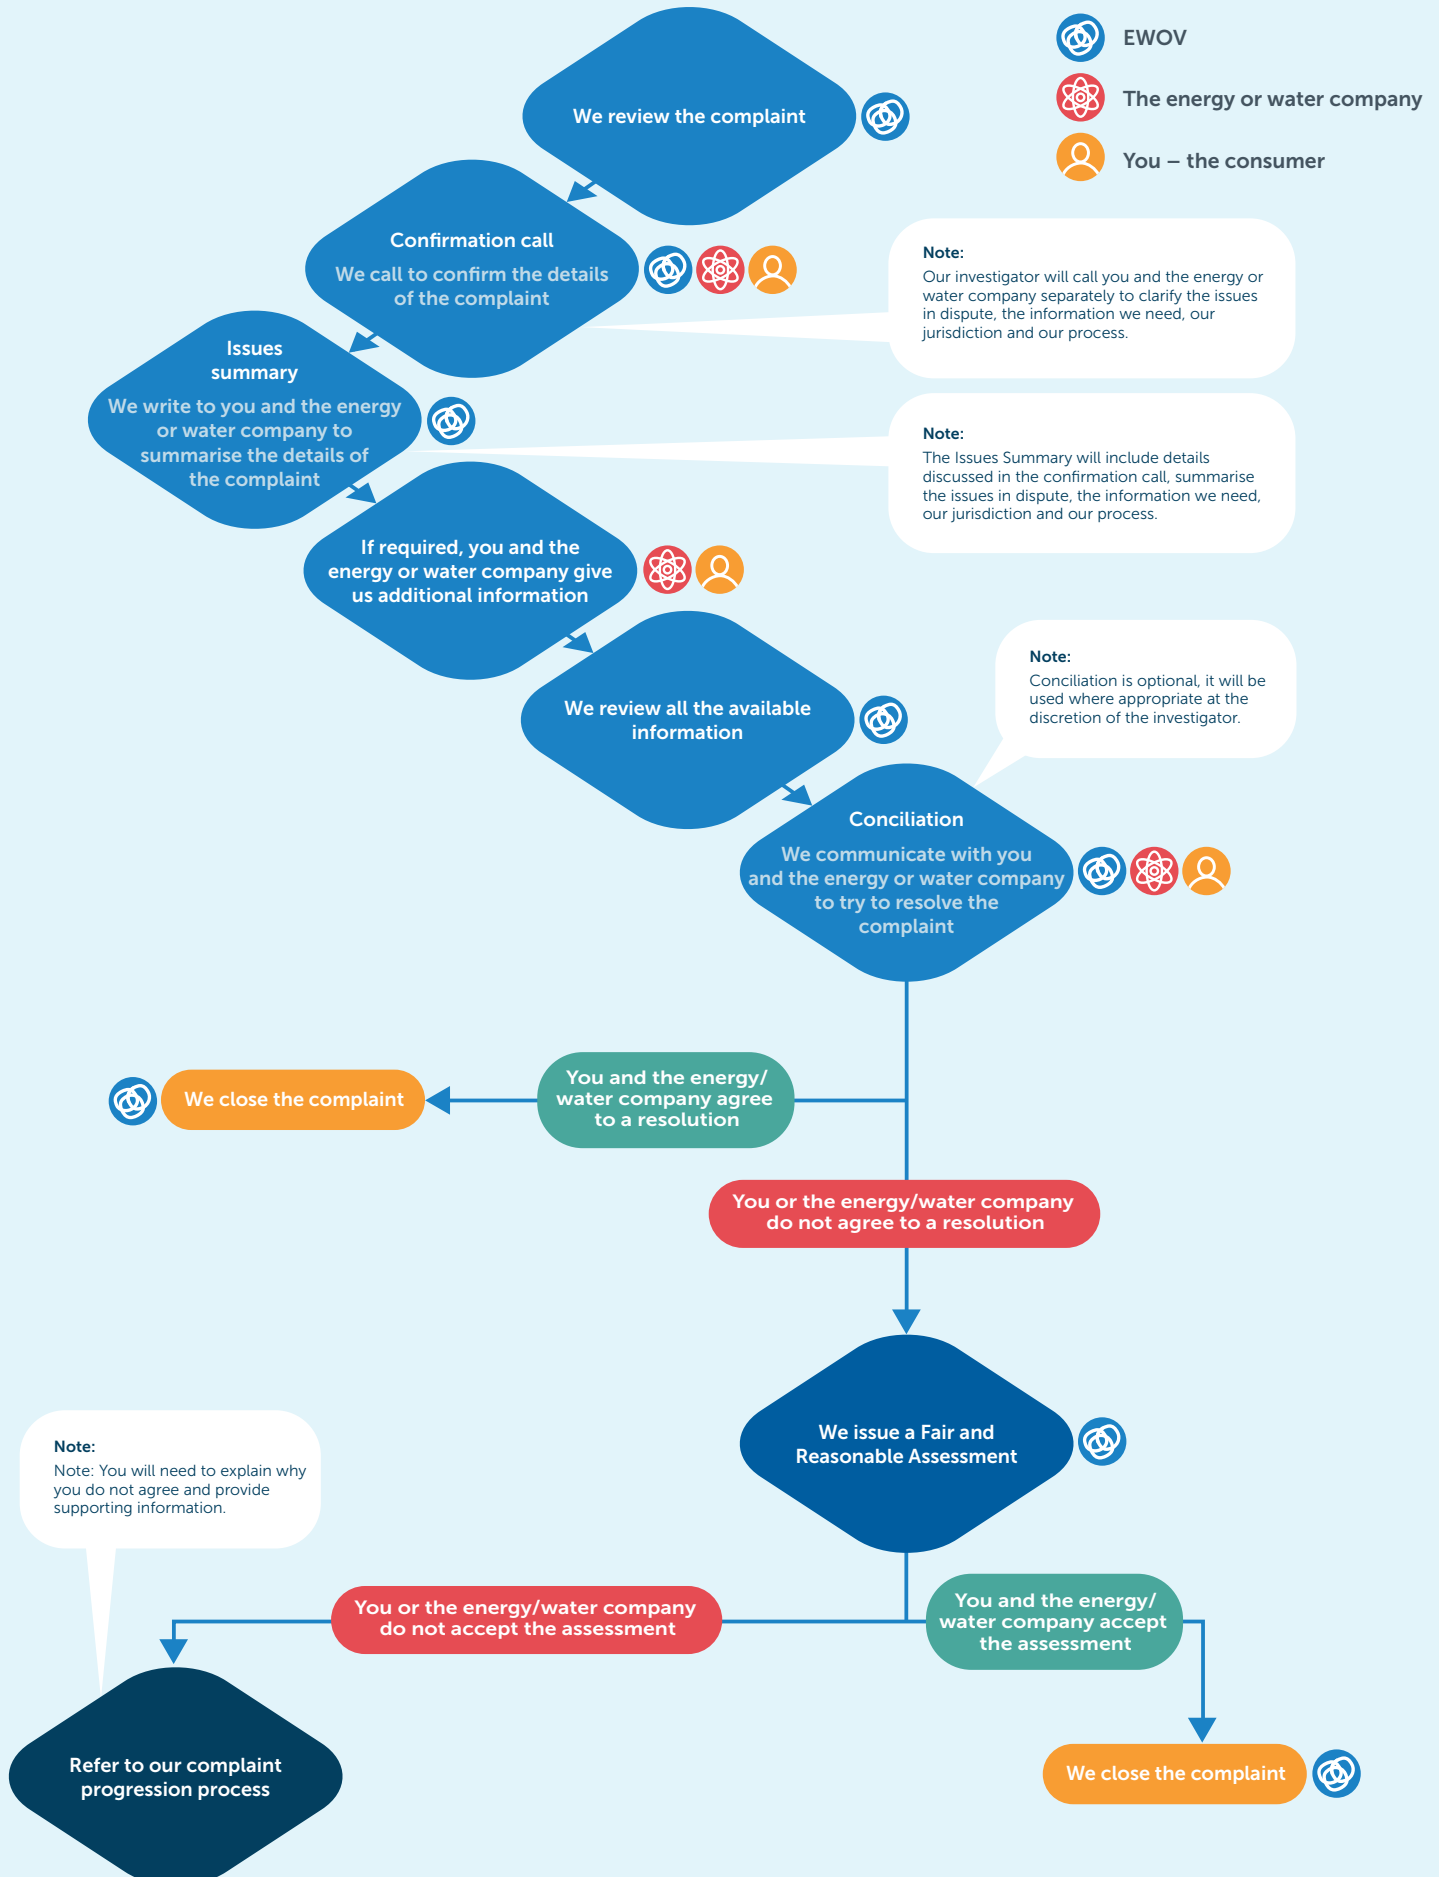 EWOV
The energy or water company
You – the consumer
We review the complaint
Confirmation call
We call to confirm the details
of the complaint
Note:
Our investigator will call you and the energy or
water company separately to clarify the issues
in dispute, the information we need, our
jurisdiction and our process.
Issues
summary
We write to you and the energy
or water company to
summarise the details of
the complaint
Note:
The Issues Summary will include details
discussed in the confirmation call, summarise
the issues in dispute, the information we need,
our jurisdiction and our process.
If required, you and the
energy or water company give
us additional information
We review all the available
information
Note:
Conciliation is optional, it will be
used where appropriate at the
discretion of the investigator.
Conciliation
We communicate with you
and the energy or water company
to try to resolve the
complaint
You and the energy/
water company agree
to a resolution
We close the complaint
You or the energy/water company
do not agree to a resolution
We issue a Fair and
Reasonable Assessment
Note:
Note: You will need to explain why
you do not agree and provide
supporting information.
You or the energy/water company
do not accept the assessment
You and the energy/
water company accept
the assessment
Refer to our complaint
progression process
We close the complaint